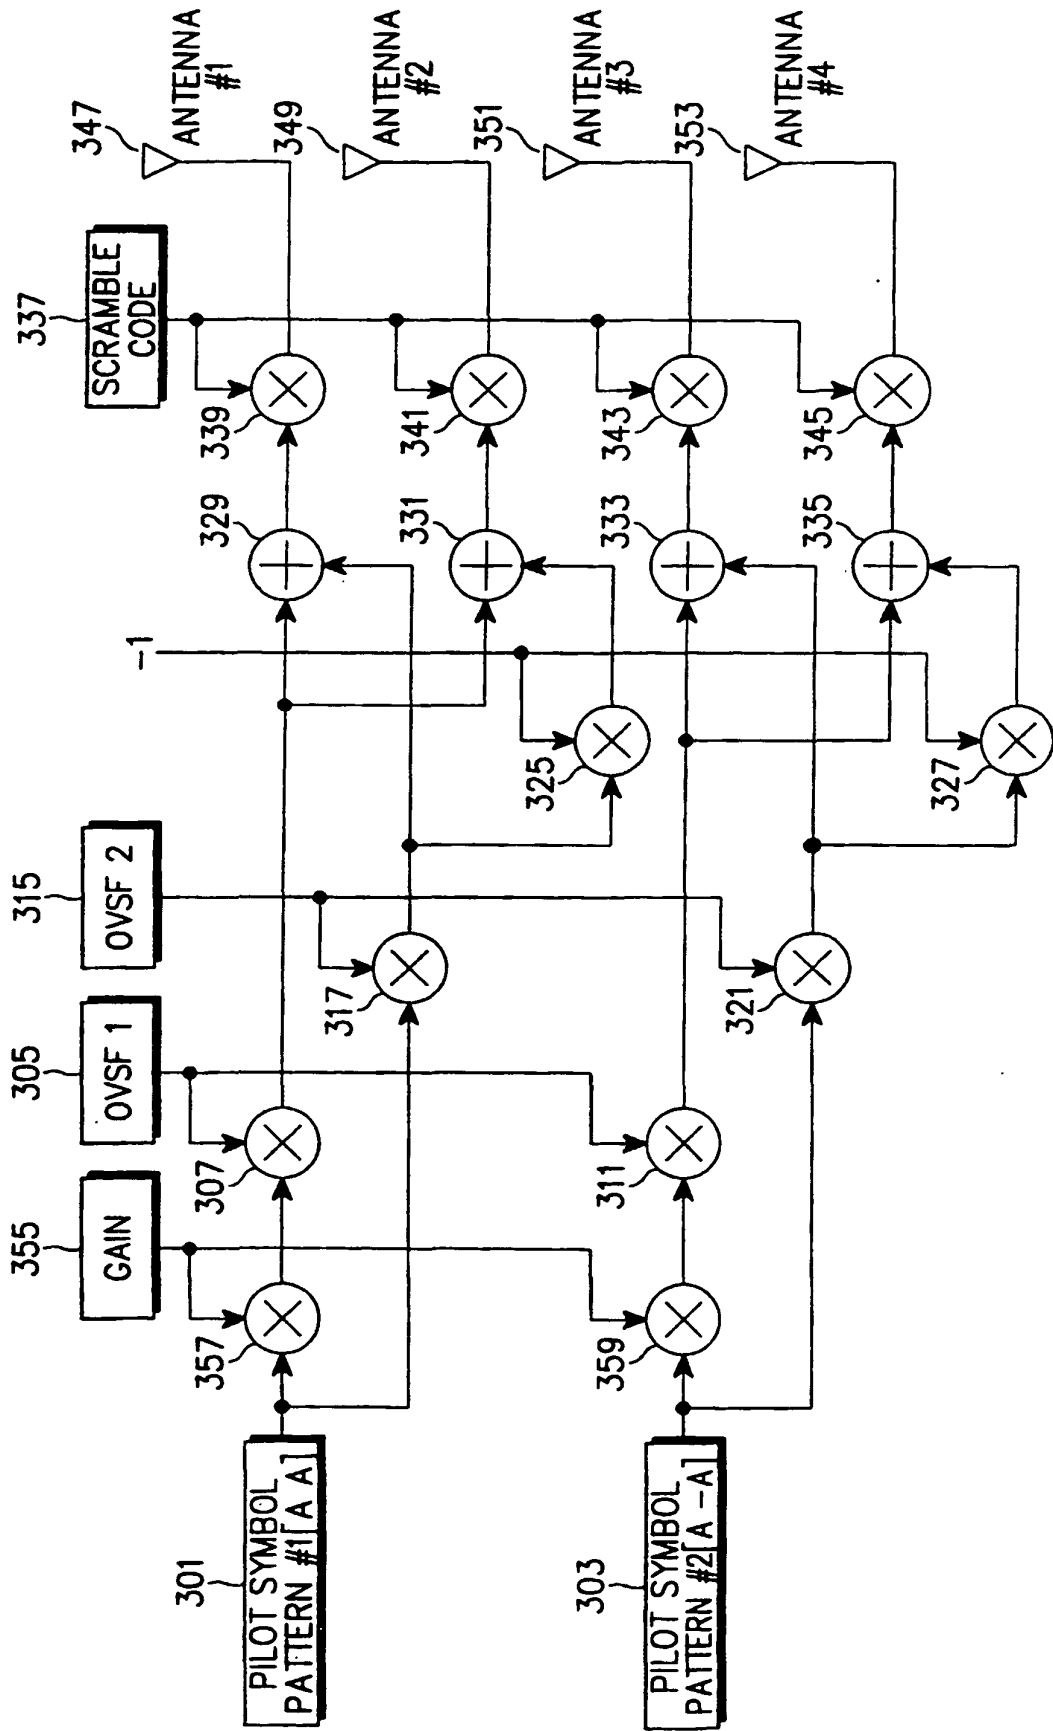 337
SCRAMBLE
CODE
347
ANTENNA
#1
349
ANTENNA
#2
351
ANTENNA
#3
353
ANTENNA
#4
339
341
343
345
329
331
333
335
-1
325
327
315
OVSF 2
317
321
305
OVSF 1
307
311
355
GAIN
357
359
301
PILOT SYMBOL
PATTERN #1[A A]
303
PILOT SYMBOL
PATTERN #2[A -A]